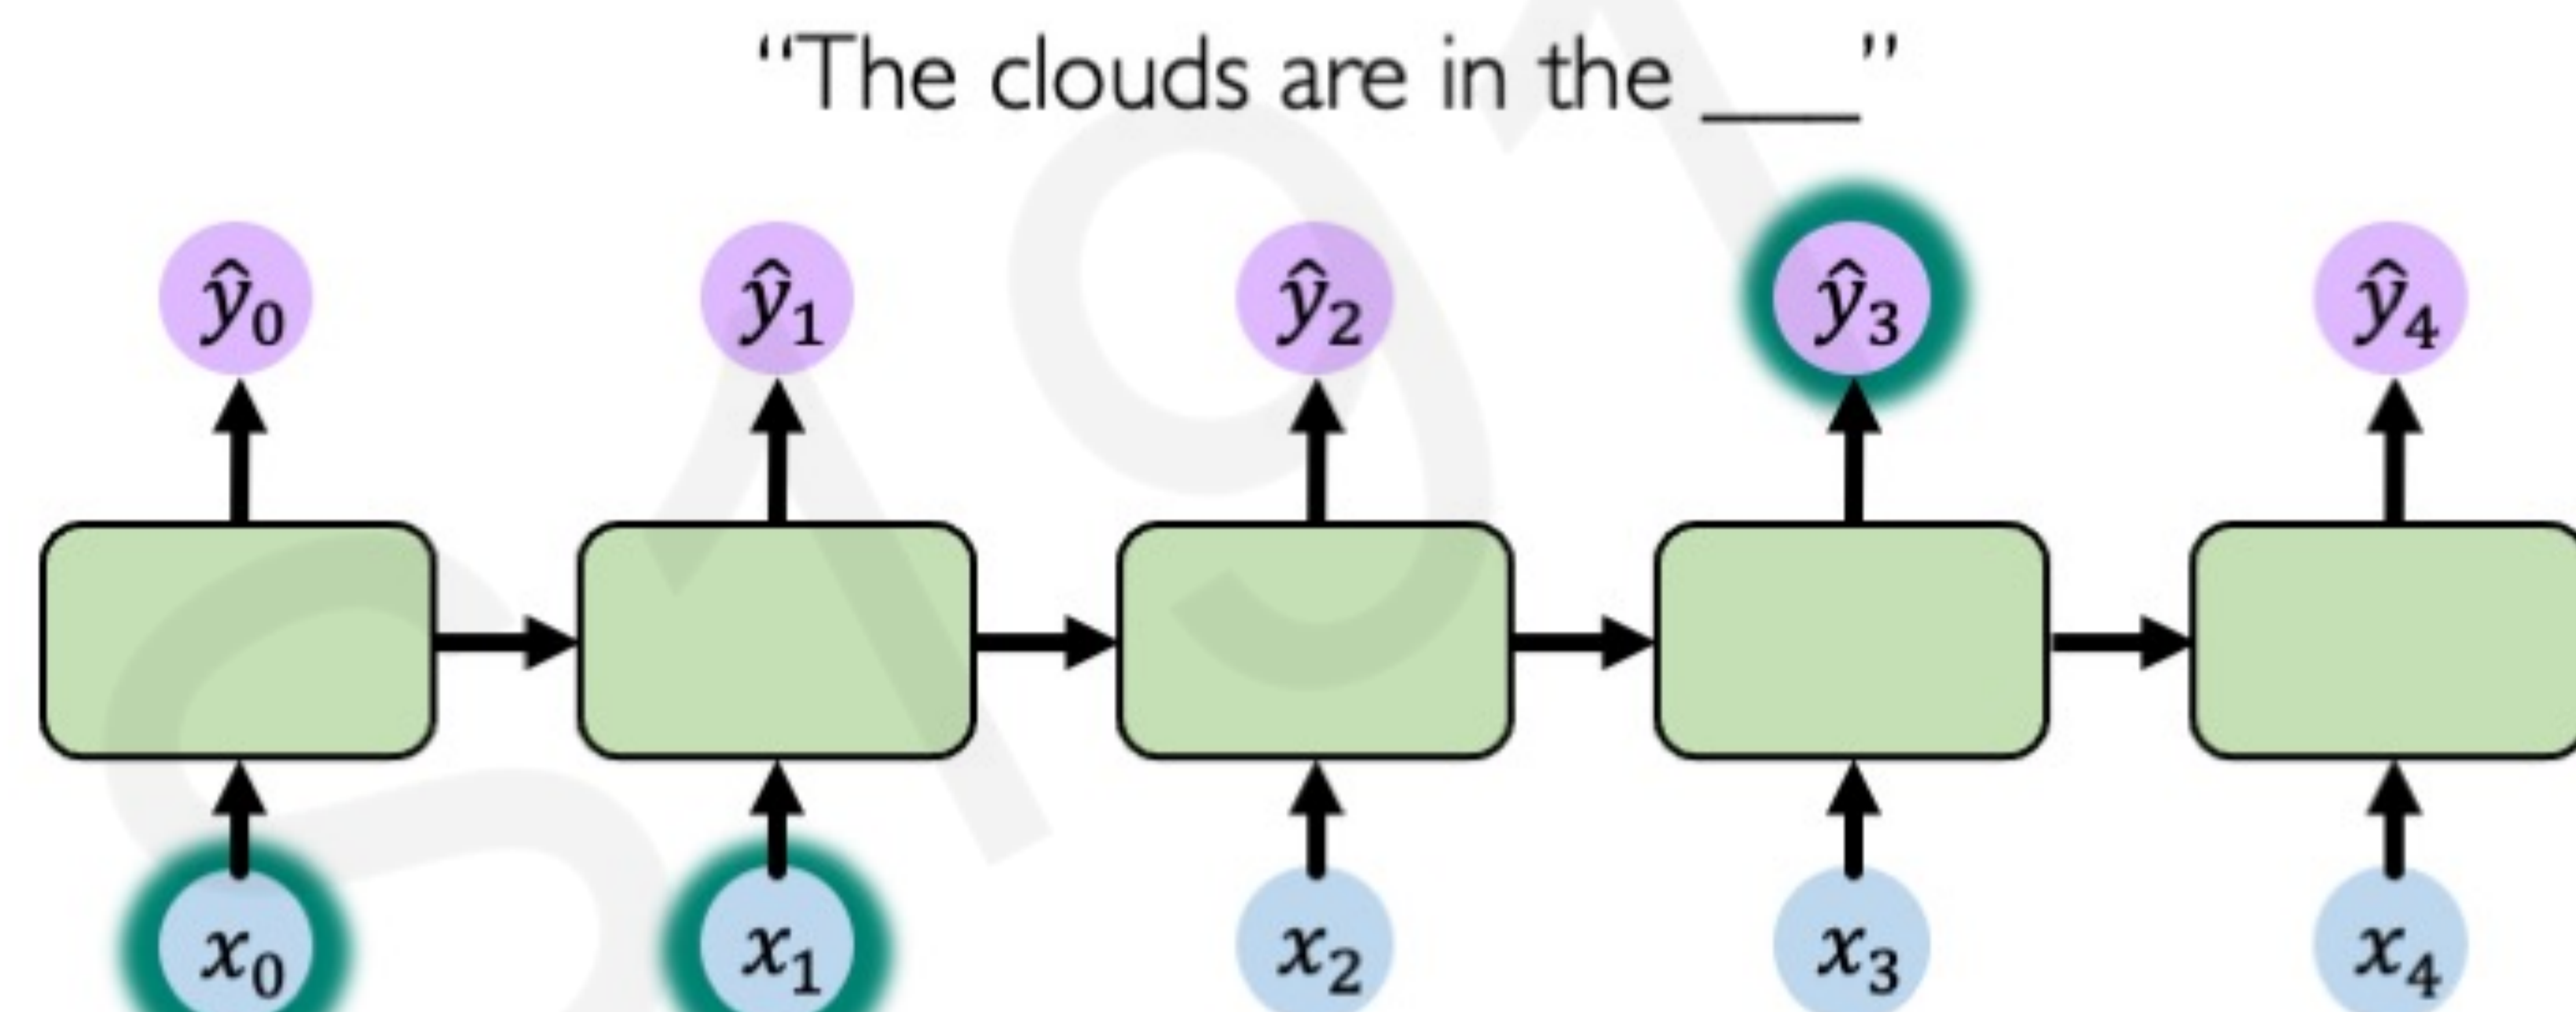 “The clouds are in the ___”
ŷ0 ŷ1 ŷ2 ŷ3 ŷ4
x0 x1 x2 x3 x4